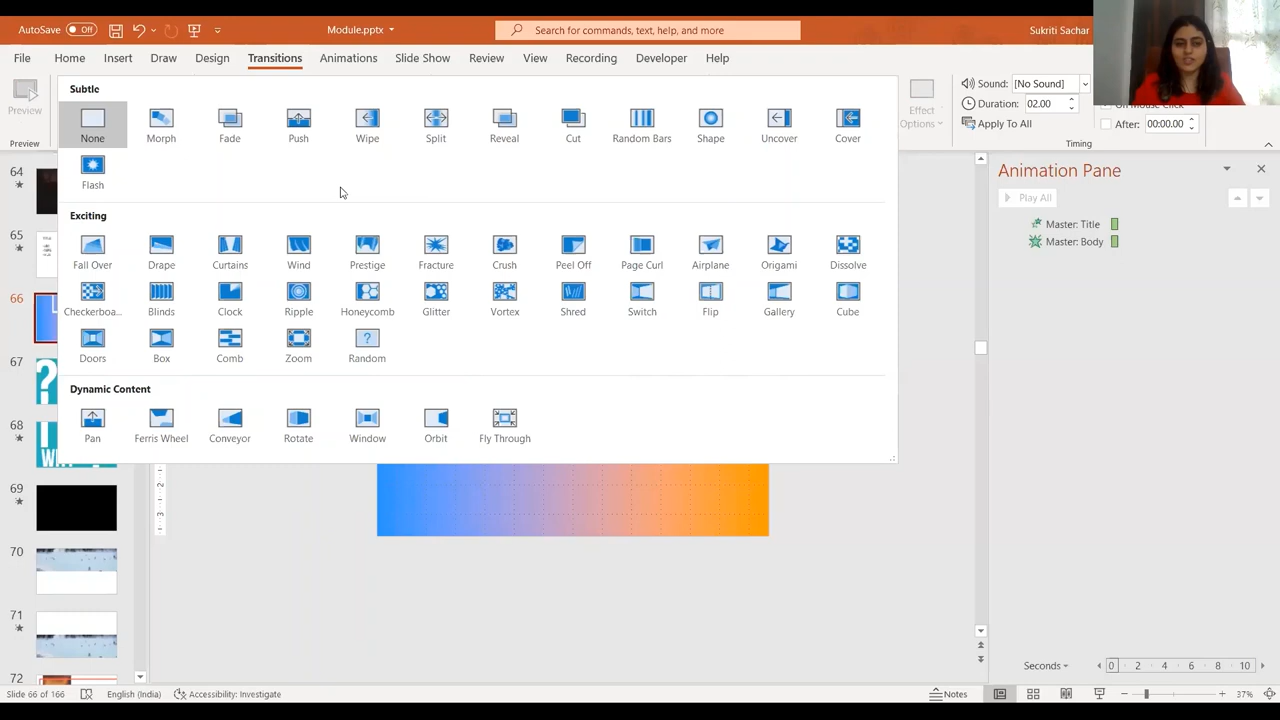 AutoSave Off
Module.pptx
Search for commands, text, help, and more
Sukriti Sachar
File Home Insert Draw Design Transitions Animations Slide Show Review View Recording Developer Help
Preview
Preview
Subtle
None Morph Fade Push Wipe Split Reveal Cut Random Bars Shape Uncover Cover
Flash
Exciting
Fall Over Drape Curtains Wind Prestige Fracture Crush Peel Off Page Curl Airplane Origami Dissolve
Checkerboa... Blinds Clock Ripple Honeycomb Glitter Vortex Shred Switch Flip Gallery Cube
Doors Box Comb Zoom Random
Dynamic Content
Pan Ferris Wheel Conveyor Rotate Window Orbit Fly Through
Effect
Options
Sound: [No Sound]
Duration: 02.00
On Mouse Click
Apply To All
After: 00:00.00
Timing
Animation Pane
Play All
Master: Title
Master: Body
64
65
66
67
68
69
70
71
72
2
3
Seconds 0 2 4 6 8 10
Slide 66 of 166 English (India) Accessibility: Investigate Notes 37%